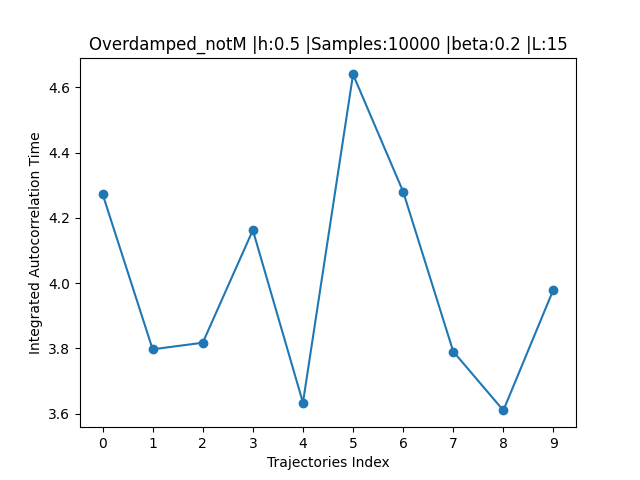 Overdamped_notM |h:0.5 |Samples:10000 |beta:0.2 |L:15
Integrated Autocorrelation Time
4.6
4.4
4.2
4.0
3.8
3.6
0 1 2 3 4 5 6 7 8 9
Trajectories Index